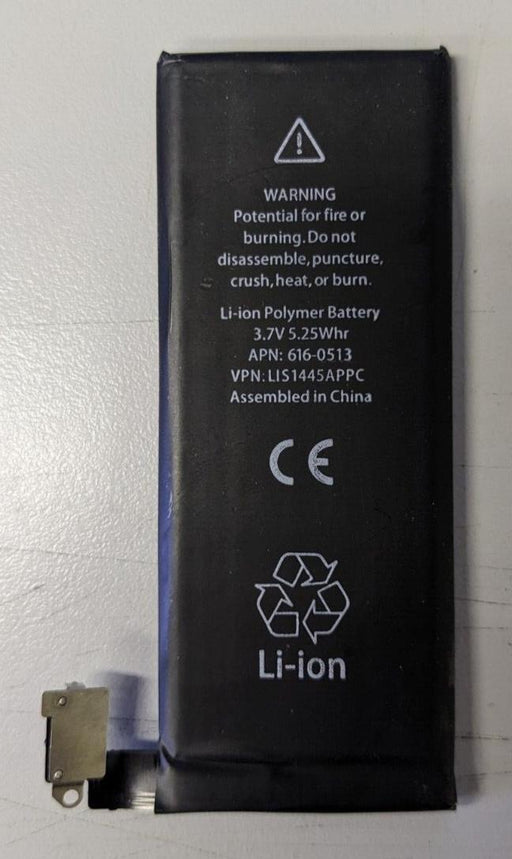 WARNING
Potential for fire or
burning. Do not
disassemble, puncture,
crush, heat, or burn.
Li-ion Polymer Battery
3.7V 5.25Whr
APN: 616-0513
VPN: LIS1445APPC
Assembled in China
CE
Li-ion